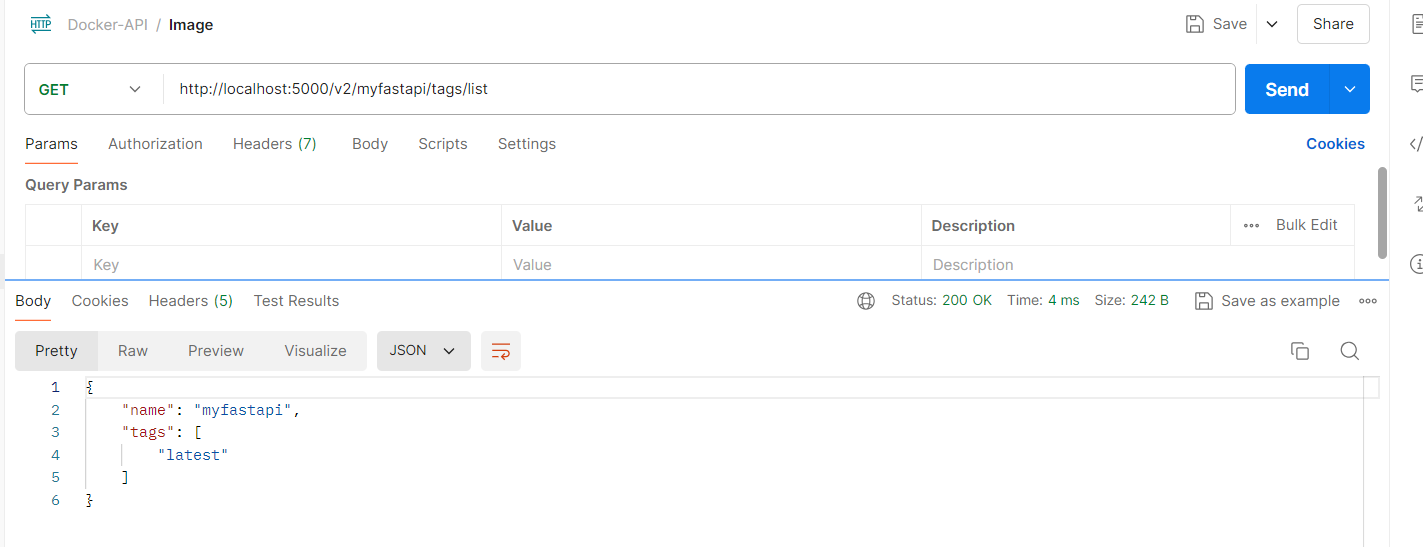 HTTP Docker-API / Image Save Share
GET http://localhost:5000/v2/myfastapi/tags/list Send
Params Authorization Headers (7) Body Scripts Settings Cookies
Query Params
Key Value Description Bulk Edit
Key Value Description
Body Cookies Headers (5) Test Results Status: 200 OK Time: 4 ms Size: 242 B Save as example
Pretty Raw Preview Visualize JSON
1 {
2 "name": "myfastapi",
3 "tags": [
4 "latest"
5 ]
6 }